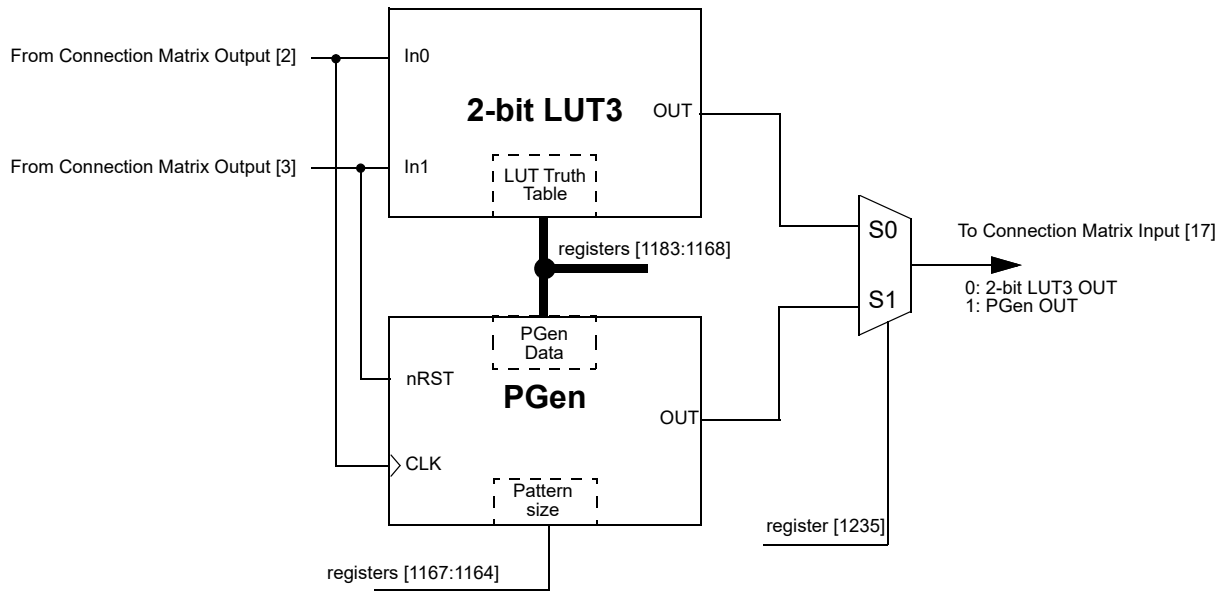 From Connection Matrix Output [2]
In0
2-bit LUT3
OUT
From Connection Matrix Output [3]
In1
LUT Truth
Table
registers [1183:1168]
S0
To Connection Matrix Input [17]
0: 2-bit LUT3 OUT
1: PGen OUT
S1
PGen
Data
nRST
PGen
OUT
CLK
Pattern
size
register [1235]
registers [1167:1164]